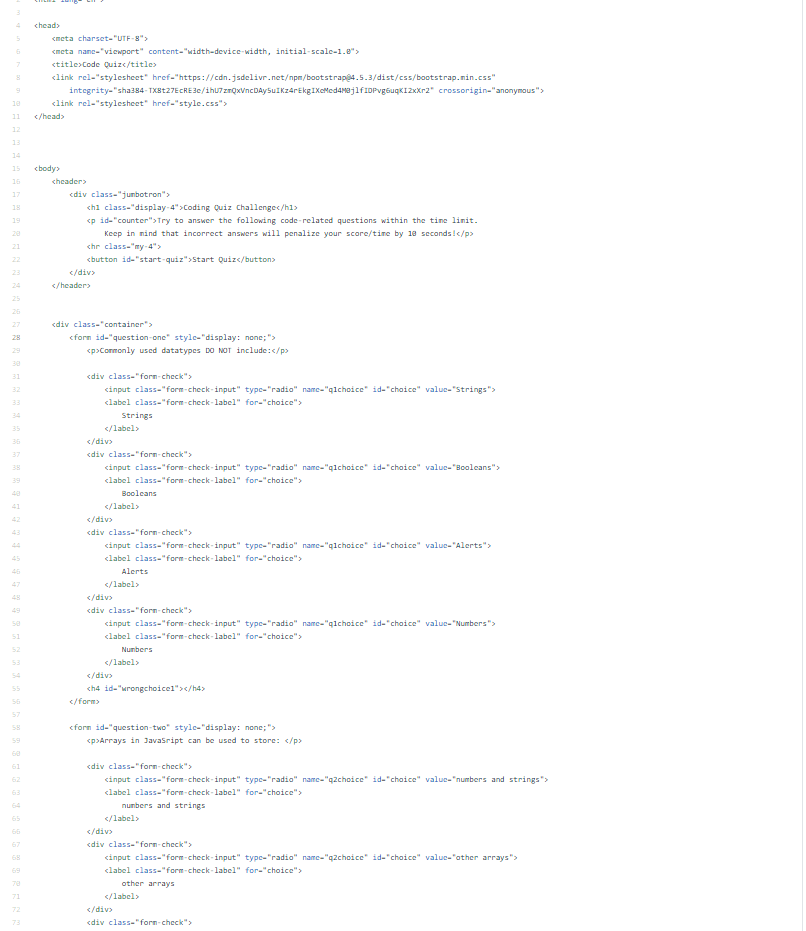 3
4 <head>
5 <meta charset="UTF-8">
6 <meta name="viewport" content="width=device-width, initial-scale=1.0">
7 <title>Code Quiz</title>
8 <link rel="stylesheet" href="https://cdn.jsdelivr.net/npm/bootstrap@4.5.3/dist/css/bootstrap.min.css"
9 crossorigin="anonymous">
10 <link rel="stylesheet" href="style.css">
11 </head>
12
13
14
15 <body>
16 <header>
17 <div class="jumbotron">
18 <h1 class="display-4">Coding Quiz Challenge</h1>
19 <p id="counter">Try to answer the following code-related questions within the time limit.
20 Keep in mind that incorrect answers will penalize your score/time by 10 seconds!</p>
21 <hr class="my-4">
22 <button id="start-quiz">Start Quiz</button>
23 </div>
24 </header>
25
26
27 <div class="container">
28 <form id="question-one" style="display: none;">
29 <p>Commonly used datatypes DO NOT include:</p>
30
31 <div class="form-check">
32 <input class="form-check-input" type="radio" name="q1choice" id="choice" value="Strings">
33 <label class="form-check-label" for="choice">
34 Strings
35 </label>
36 </div>
37 <div class="form-check">
38 <input class="form-check-input" type="radio" name="q1choice" id="choice" value="Booleans">
39 <label class="form-check-label" for="choice">
40 Booleans
41 </label>
42 </div>
43 <div class="form-check">
44 <input class="form-check-input" type="radio" name="q1choice" id="choice" value="Alerts">
45 <label class="form-check-label" for="choice">
46 Alerts
47 </label>
48 </div>
49 <div class="form-check">
50 <input class="form-check-input" type="radio" name="q1choice" id="choice" value="Numbers">
51 <label class="form-check-label" for="choice">
52 Numbers
53 </label>
54 </div>
55 <h4 id="wrongchoice1"></h4>
56 </form>
57
58 <form id="question-two" style="display: none;">
59 <p>Arrays in JavaSript can be used to store: </p>
60
61 <div class="form-check">
62 <input class="form-check-input" type="radio" name="q2choice" id="choice" value="numbers and strings">
63 <label class="form-check-label" for="choice">
64 numbers and strings
65 </label>
66 </div>
67 <div class="form-check">
68 <input class="form-check-input" type="radio" name="q2choice" id="choice" value="other arrays">
69 <label class="form-check-label" for="choice">
70 other arrays
71 </label>
72 </div>
73 <div class="form-check">